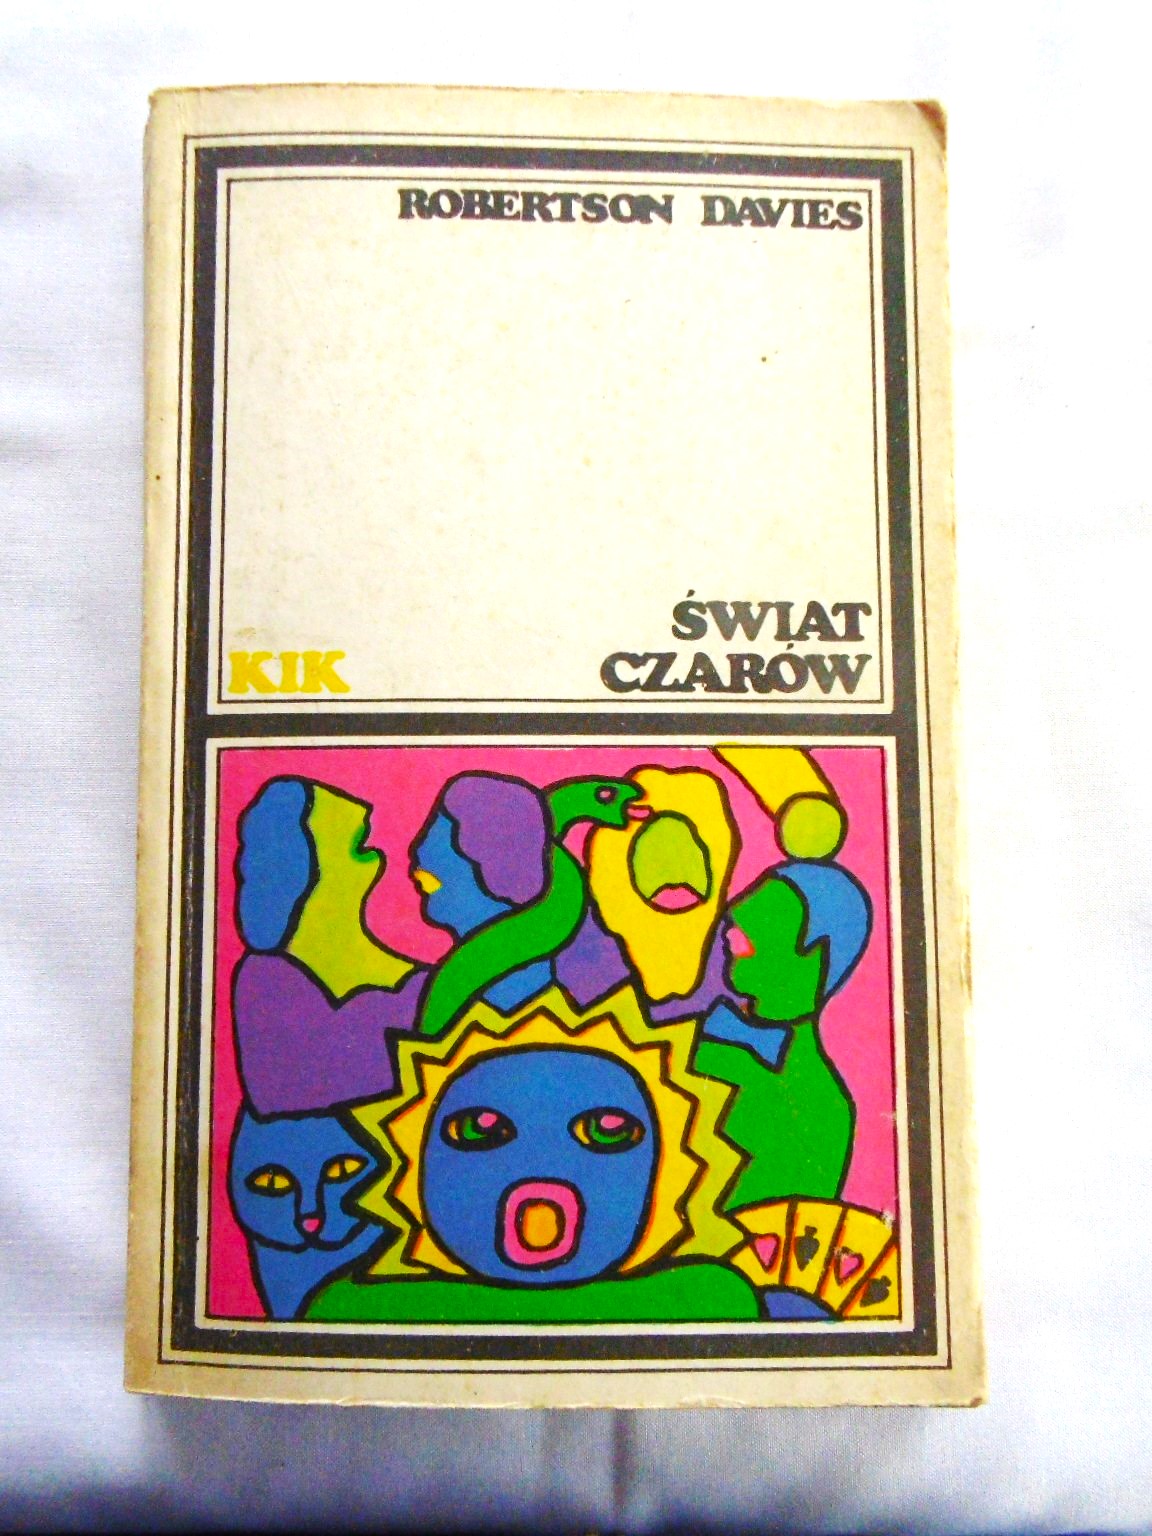 ROBERTSON DAVIES
ŚWIAT
CZARÓW
KIK